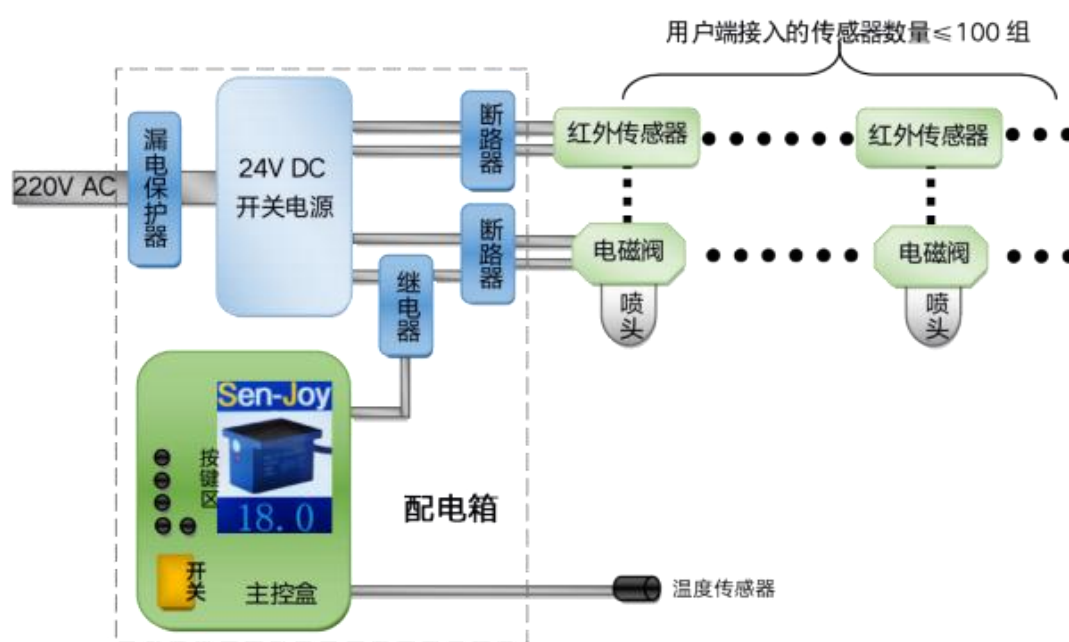 用户端接入的传感器数量≤100 组
漏电保护器
220V AC
24V DC
开关电源
断路器
红外传感器
红外传感器
断路器
电磁阀
电磁阀
喷头
喷头
继电器
Sen-Joy
按键区
18.0
配电箱
开关
主控盒
温度传感器